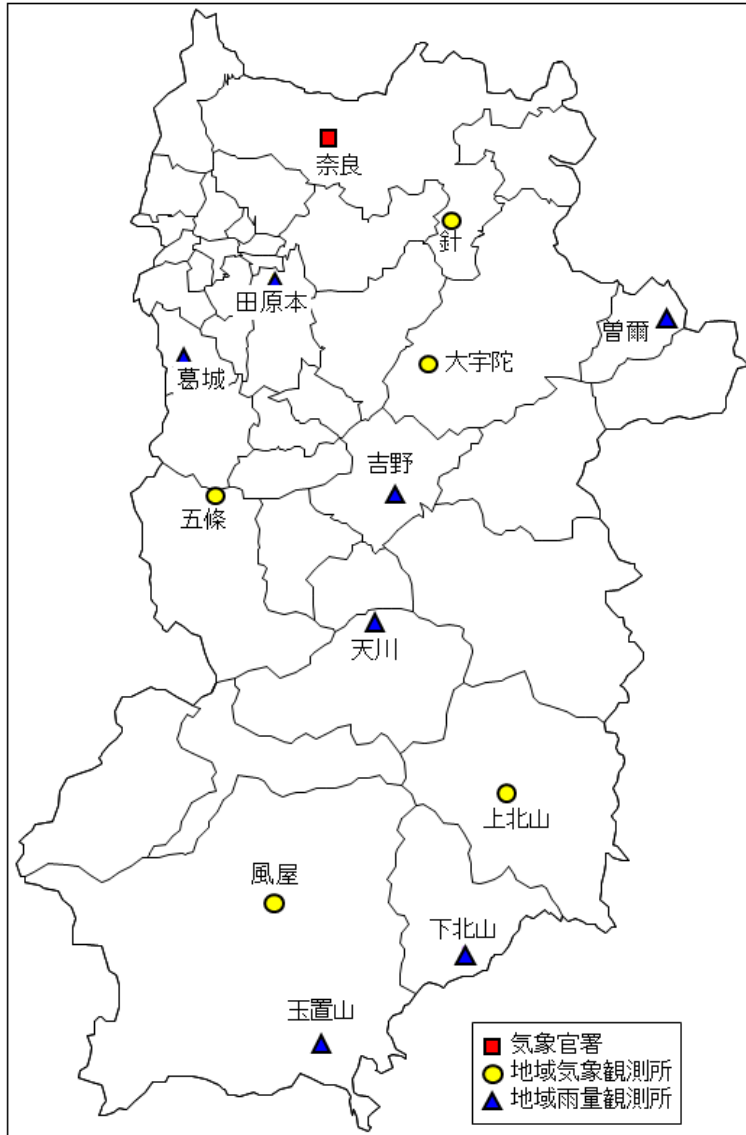 奈良
針
田原本
曽爾
大宇陀
葛城
吉野
五條
天川
上北山
風屋
下北山
玉置山
気象官署
地域気象観測所
地域雨量観測所